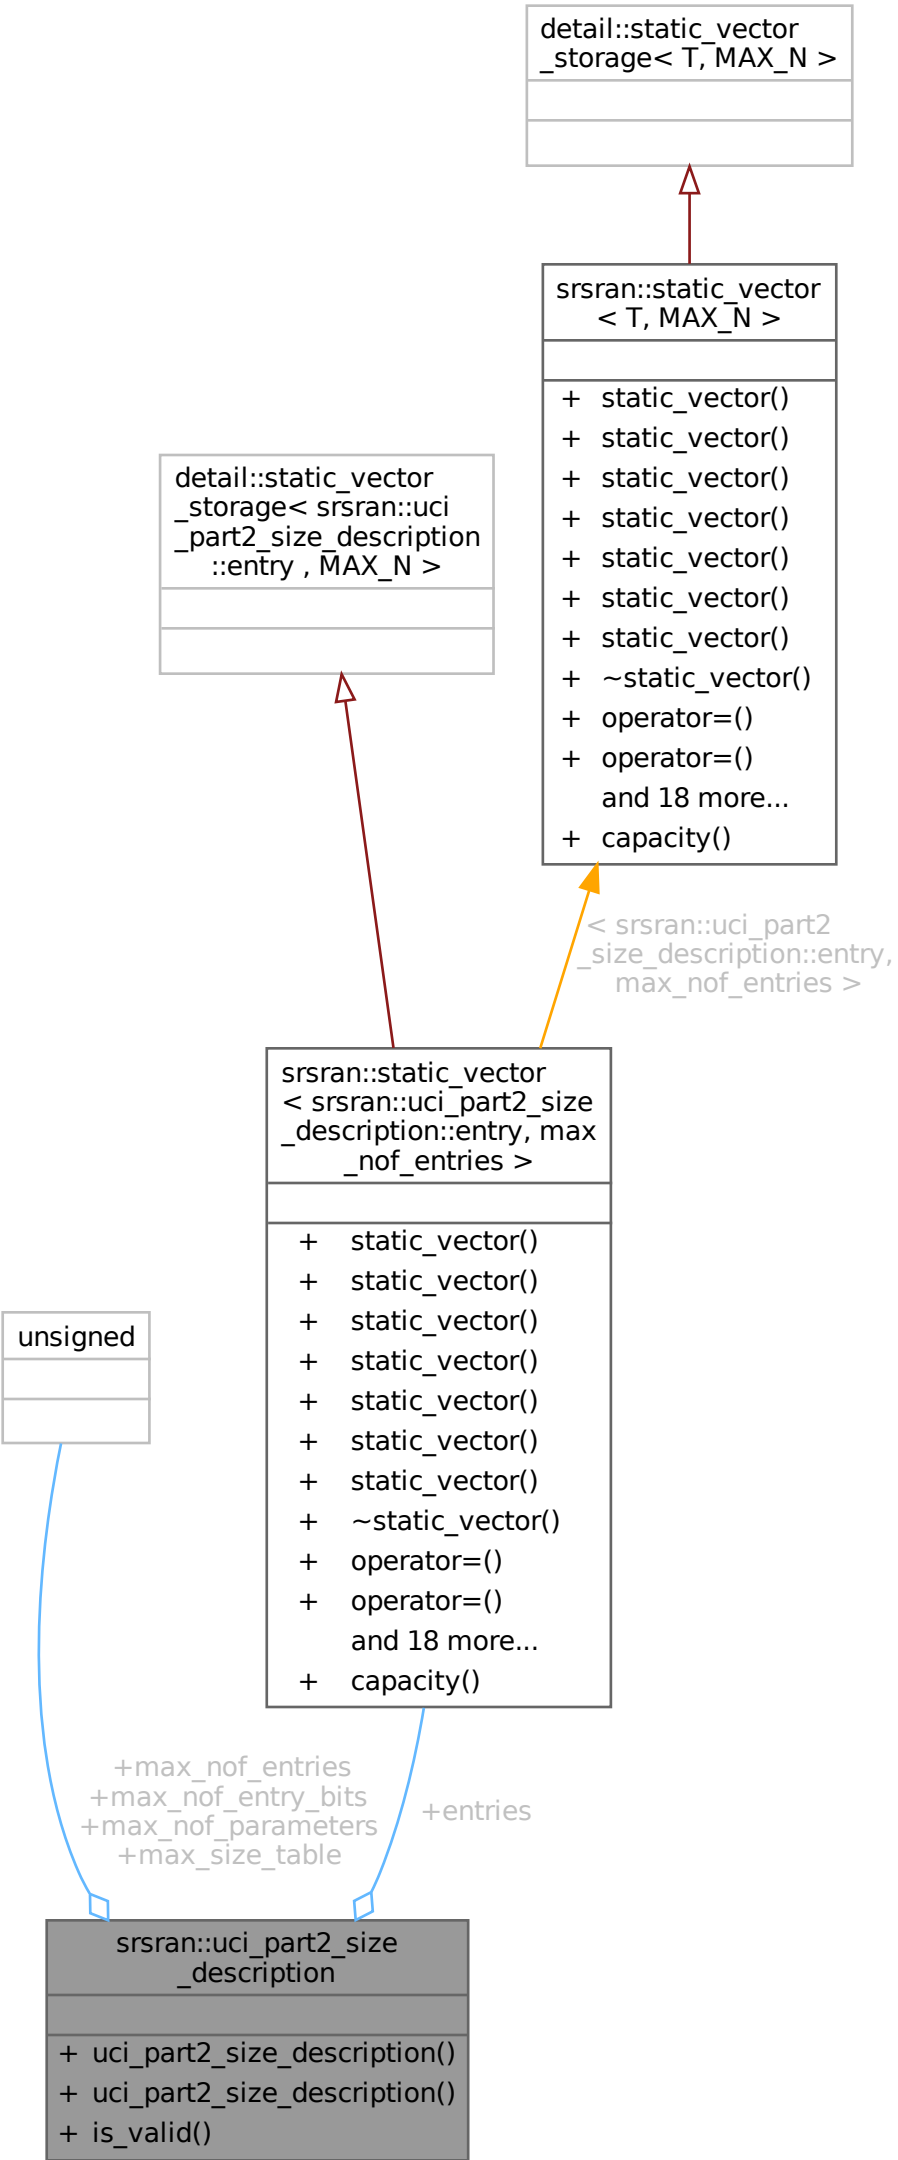 detail::static_vector
_storage< T, MAX_N >
srsran::static_vector
< T, MAX_N >
+ static_vector()
+ static_vector()
+ static_vector()
+ static_vector()
+ static_vector()
+ static_vector()
+ static_vector()
+ ~static_vector()
+ operator=()
+ operator=()
and 18 more...
+ capacity()
detail::static_vector
_storage< srsran::uci
_part2_size_description
::entry , MAX_N >
< srsran::uci_part2
_size_description::entry,
max_nof_entries >
srsran::static_vector
< srsran::uci_part2_size
_description::entry, max
_nof_entries >
+ static_vector()
+ static_vector()
+ static_vector()
+ static_vector()
+ static_vector()
+ static_vector()
+ static_vector()
+ ~static_vector()
+ operator=()
+ operator=()
and 18 more...
+ capacity()
unsigned
+max_nof_entries
+max_nof_entry_bits
+max_nof_parameters
+max_size_table
+entries
srsran::uci_part2_size
_description
+ uci_part2_size_description()
+ uci_part2_size_description()
+ is_valid()